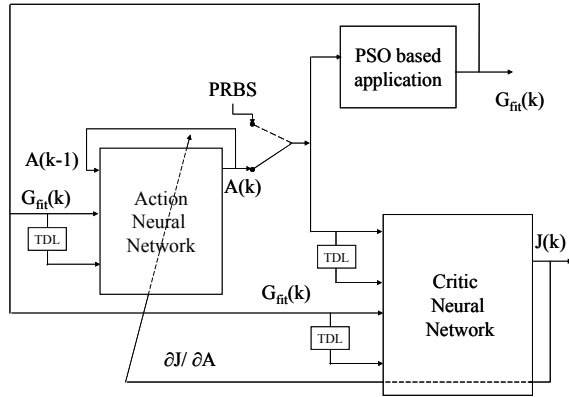 PSO based
application
G_fit(k)
PRBS
A(k-1)
A(k)
G_fit(k)
Action
Neural
Network
TDL
J(k)
TDL
Critic
Neural
Network
G_fit(k)
TDL
∂J/ ∂A